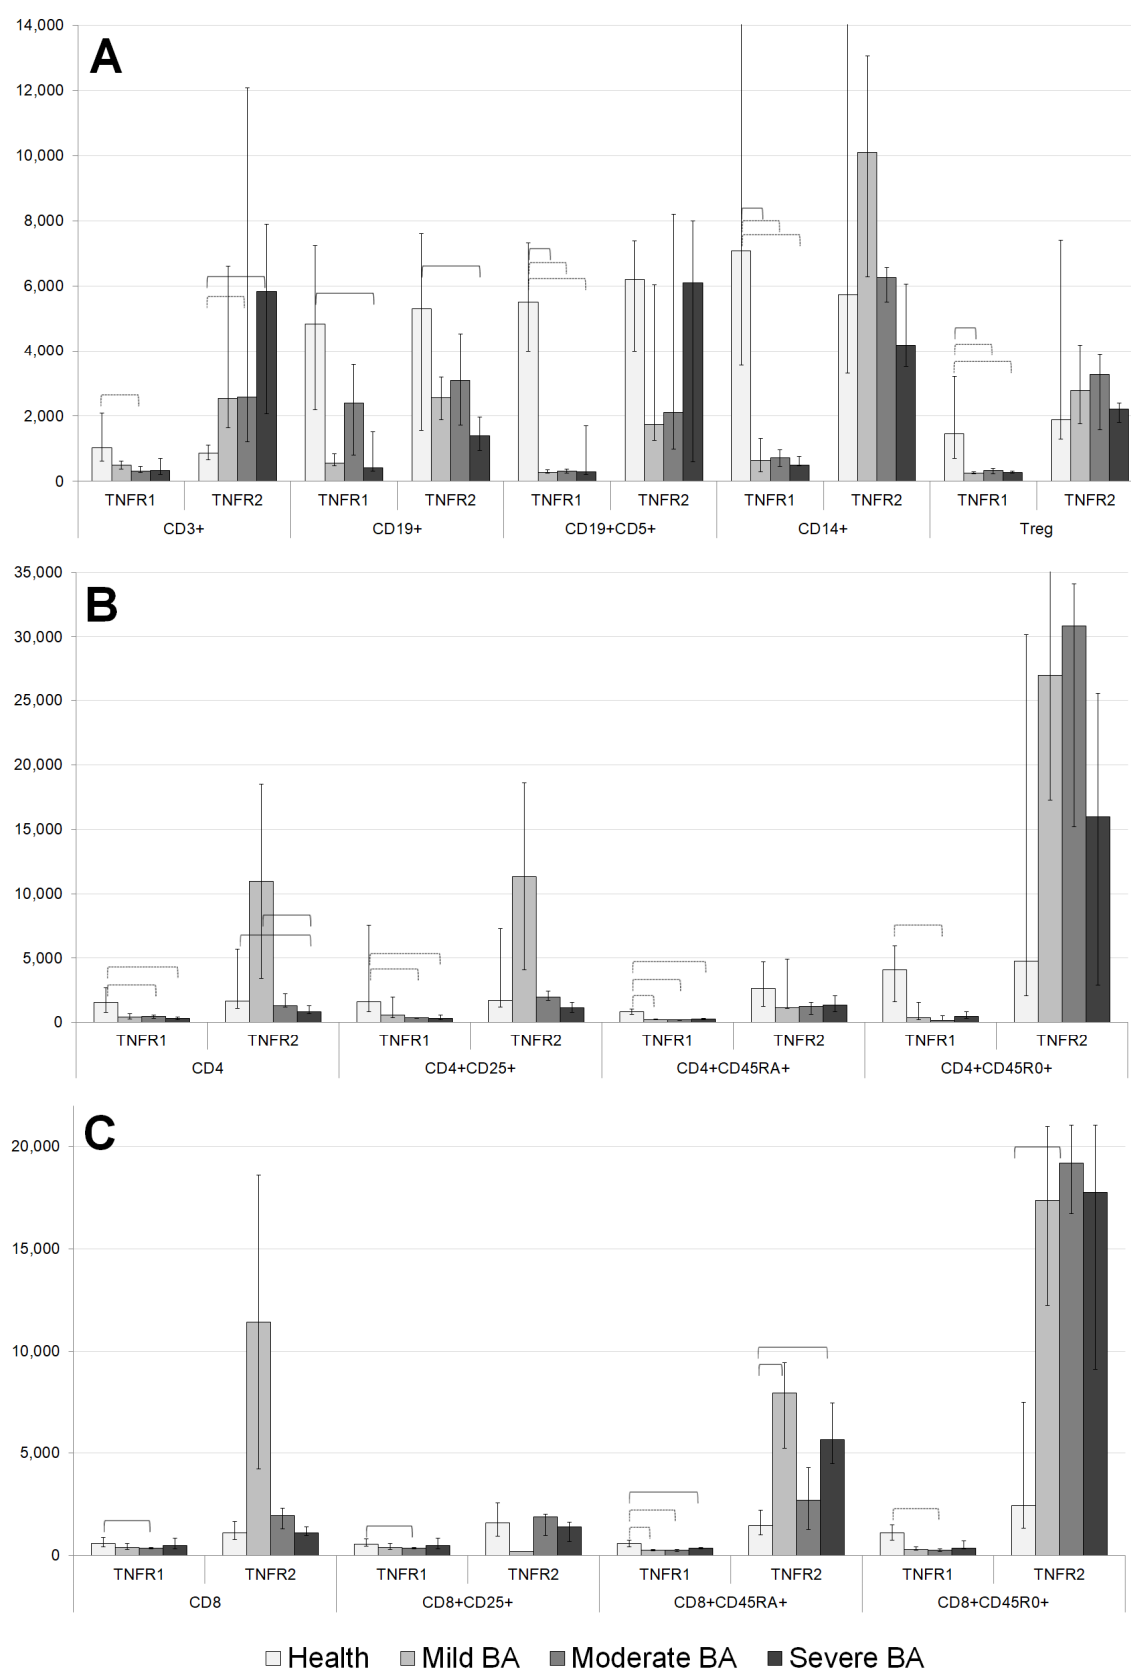 A
14,000
12,000
10,000
8,000
6,000
4,000
2,000
0
TNFR1 TNFR2 TNFR1 TNFR2 TNFR1 TNFR2 TNFR1 TNFR2 TNFR1 TNFR2
CD3+ CD19+ CD19+CD5+ CD14+ Treg
B
35,000
30,000
25,000
20,000
15,000
10,000
5,000
0
TNFR1 TNFR2 TNFR1 TNFR2 TNFR1 TNFR2 TNFR1 TNFR2
CD4 CD4+CD25+ CD4+CD45RA+ CD4+CD45R0+
C
20,000
15,000
10,000
5,000
0
TNFR1 TNFR2 TNFR1 TNFR2 TNFR1 TNFR2 TNFR1 TNFR2
CD8 CD8+CD25+ CD8+CD45RA+ CD8+CD45R0+
Health Mild BA Moderate BA Severe BA